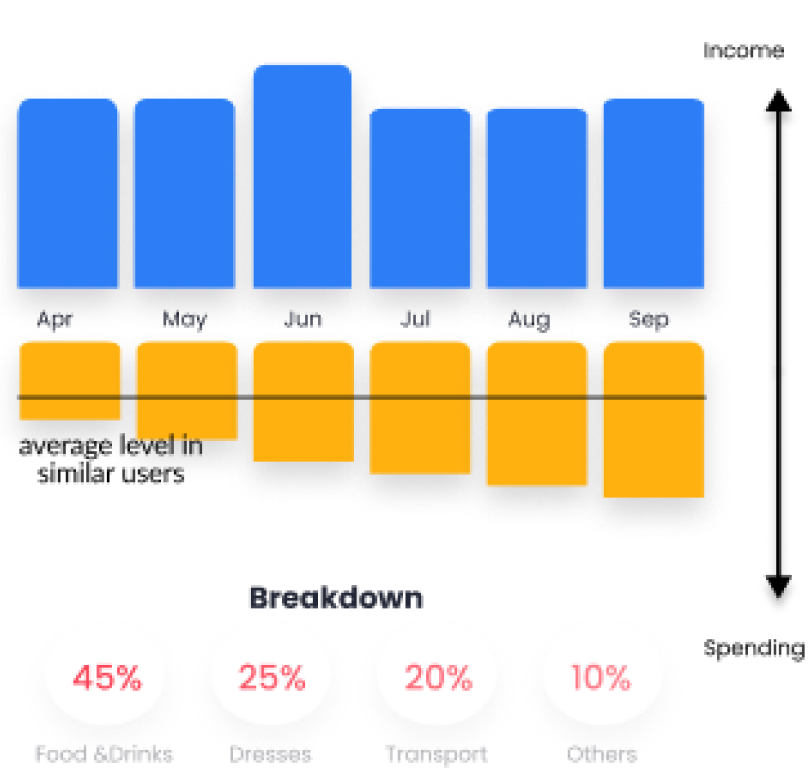 Income
Apr May Jun Jul Aug Sep
average level in
similar users
Breakdown
Spending
45% 25% 20% 10%
Food &Drinks Dresses Transport Others